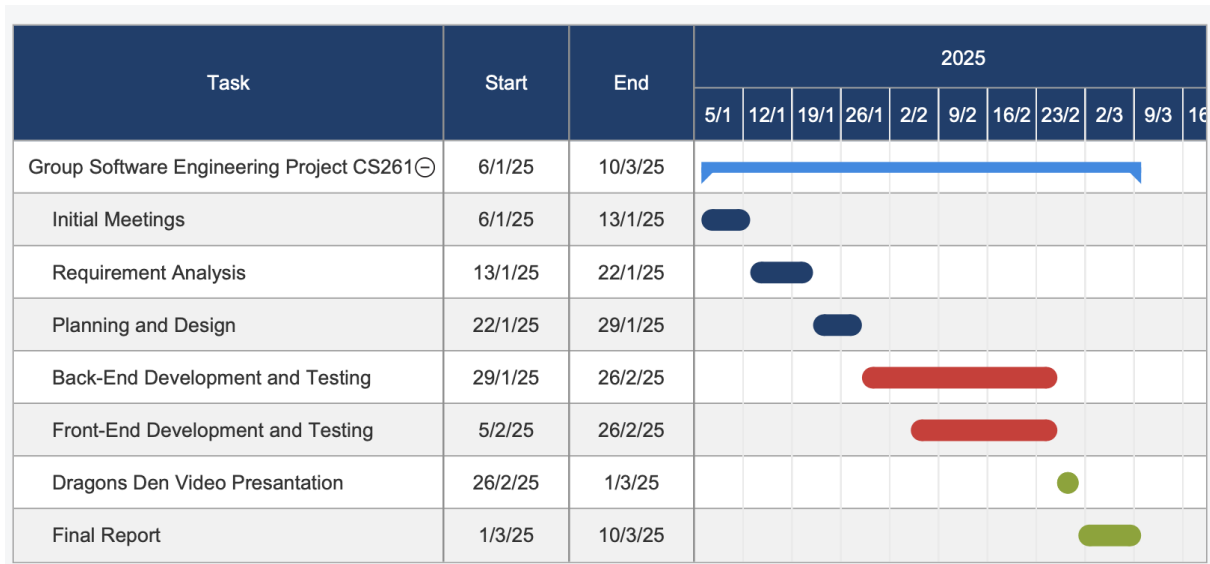 Task Start End 2025
5/1 12/1 19/1 26/1 2/2 9/2 16/2 23/2 2/3 9/3 16
Group Software Engineering Project CS261 6/1/25 10/3/25
Initial Meetings 6/1/25 13/1/25
Requirement Analysis 13/1/25 22/1/25
Planning and Design 22/1/25 29/1/25
Back-End Development and Testing 29/1/25 26/2/25
Front-End Development and Testing 5/2/25 26/2/25
Dragons Den Video Presantation 26/2/25 1/3/25
Final Report 1/3/25 10/3/25